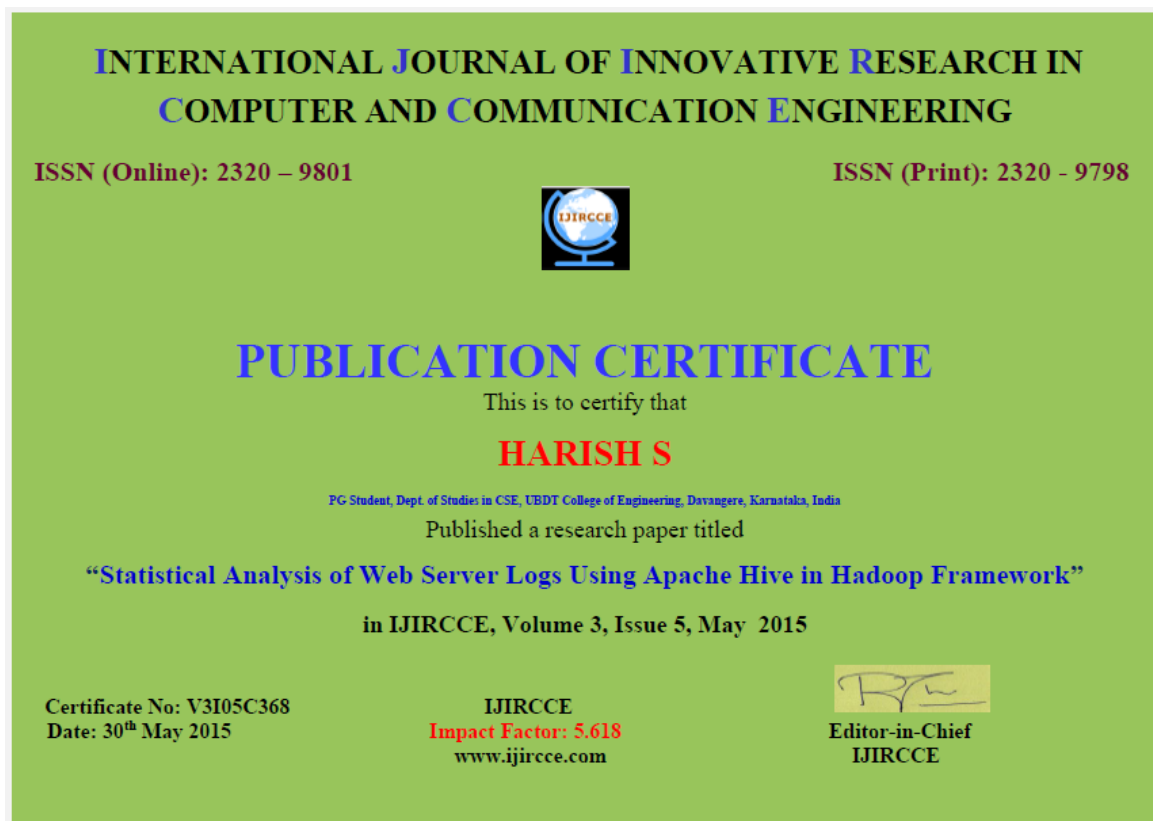 INTERNATIONAL JOURNAL OF INNOVATIVE RESEARCH IN
COMPUTER AND COMMUNICATION ENGINEERING
ISSN (Online): 2320 – 9801
ISSN (Print): 2320 - 9798
IJIRCCE
PUBLICATION CERTIFICATE
This is to certify that
HARISH S
PG Student, Dept. of Studies in CSE, UBDT College of Engineering, Davangere, Karnataka, India
Published a research paper titled
“Statistical Analysis of Web Server Logs Using Apache Hive in Hadoop Framework”
in IJIRCCE, Volume 3, Issue 5, May 2015
Certificate No: V3I05C368
Date: 30th May 2015
IJIRCCE
Impact Factor: 5.618
www.ijircce.com
Editor-in-Chief
IJIRCCE